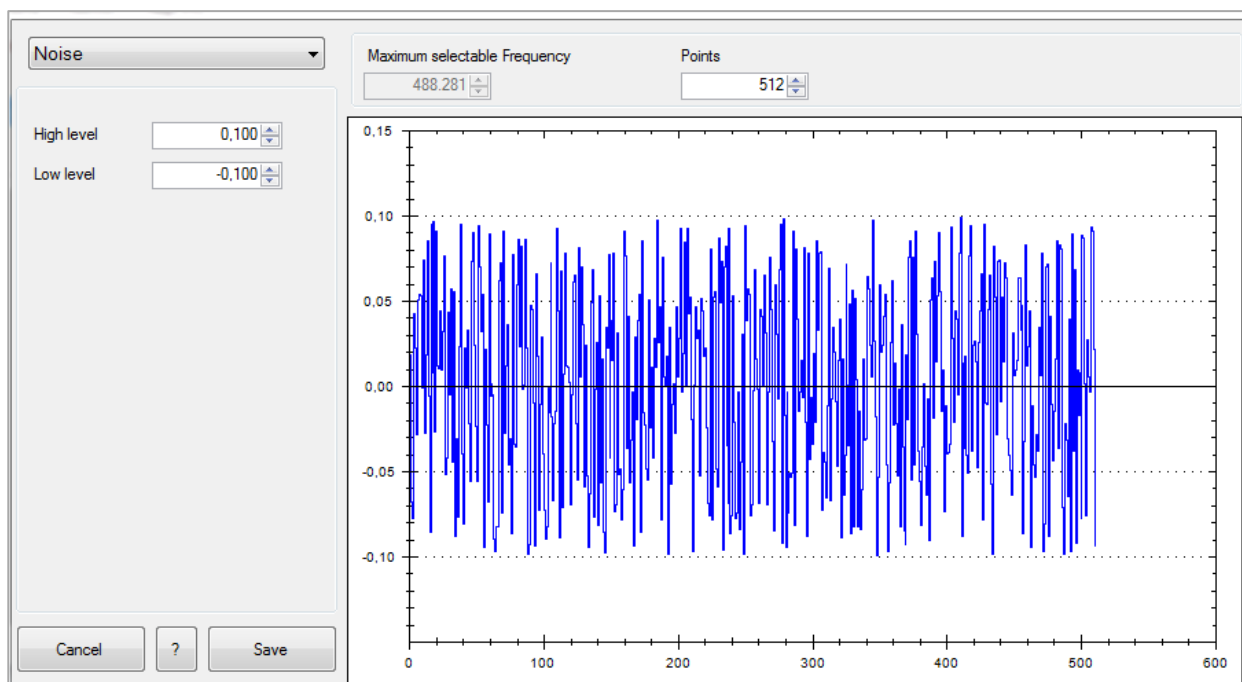 Noise
Maximum selectable Frequency
Points
488.281
512
High level
0,100
Low level
-0,100
0,15
0,10
0,05
0,00
-0,05
-0,10
0
100
200
300
400
500
600
Cancel
?
Save